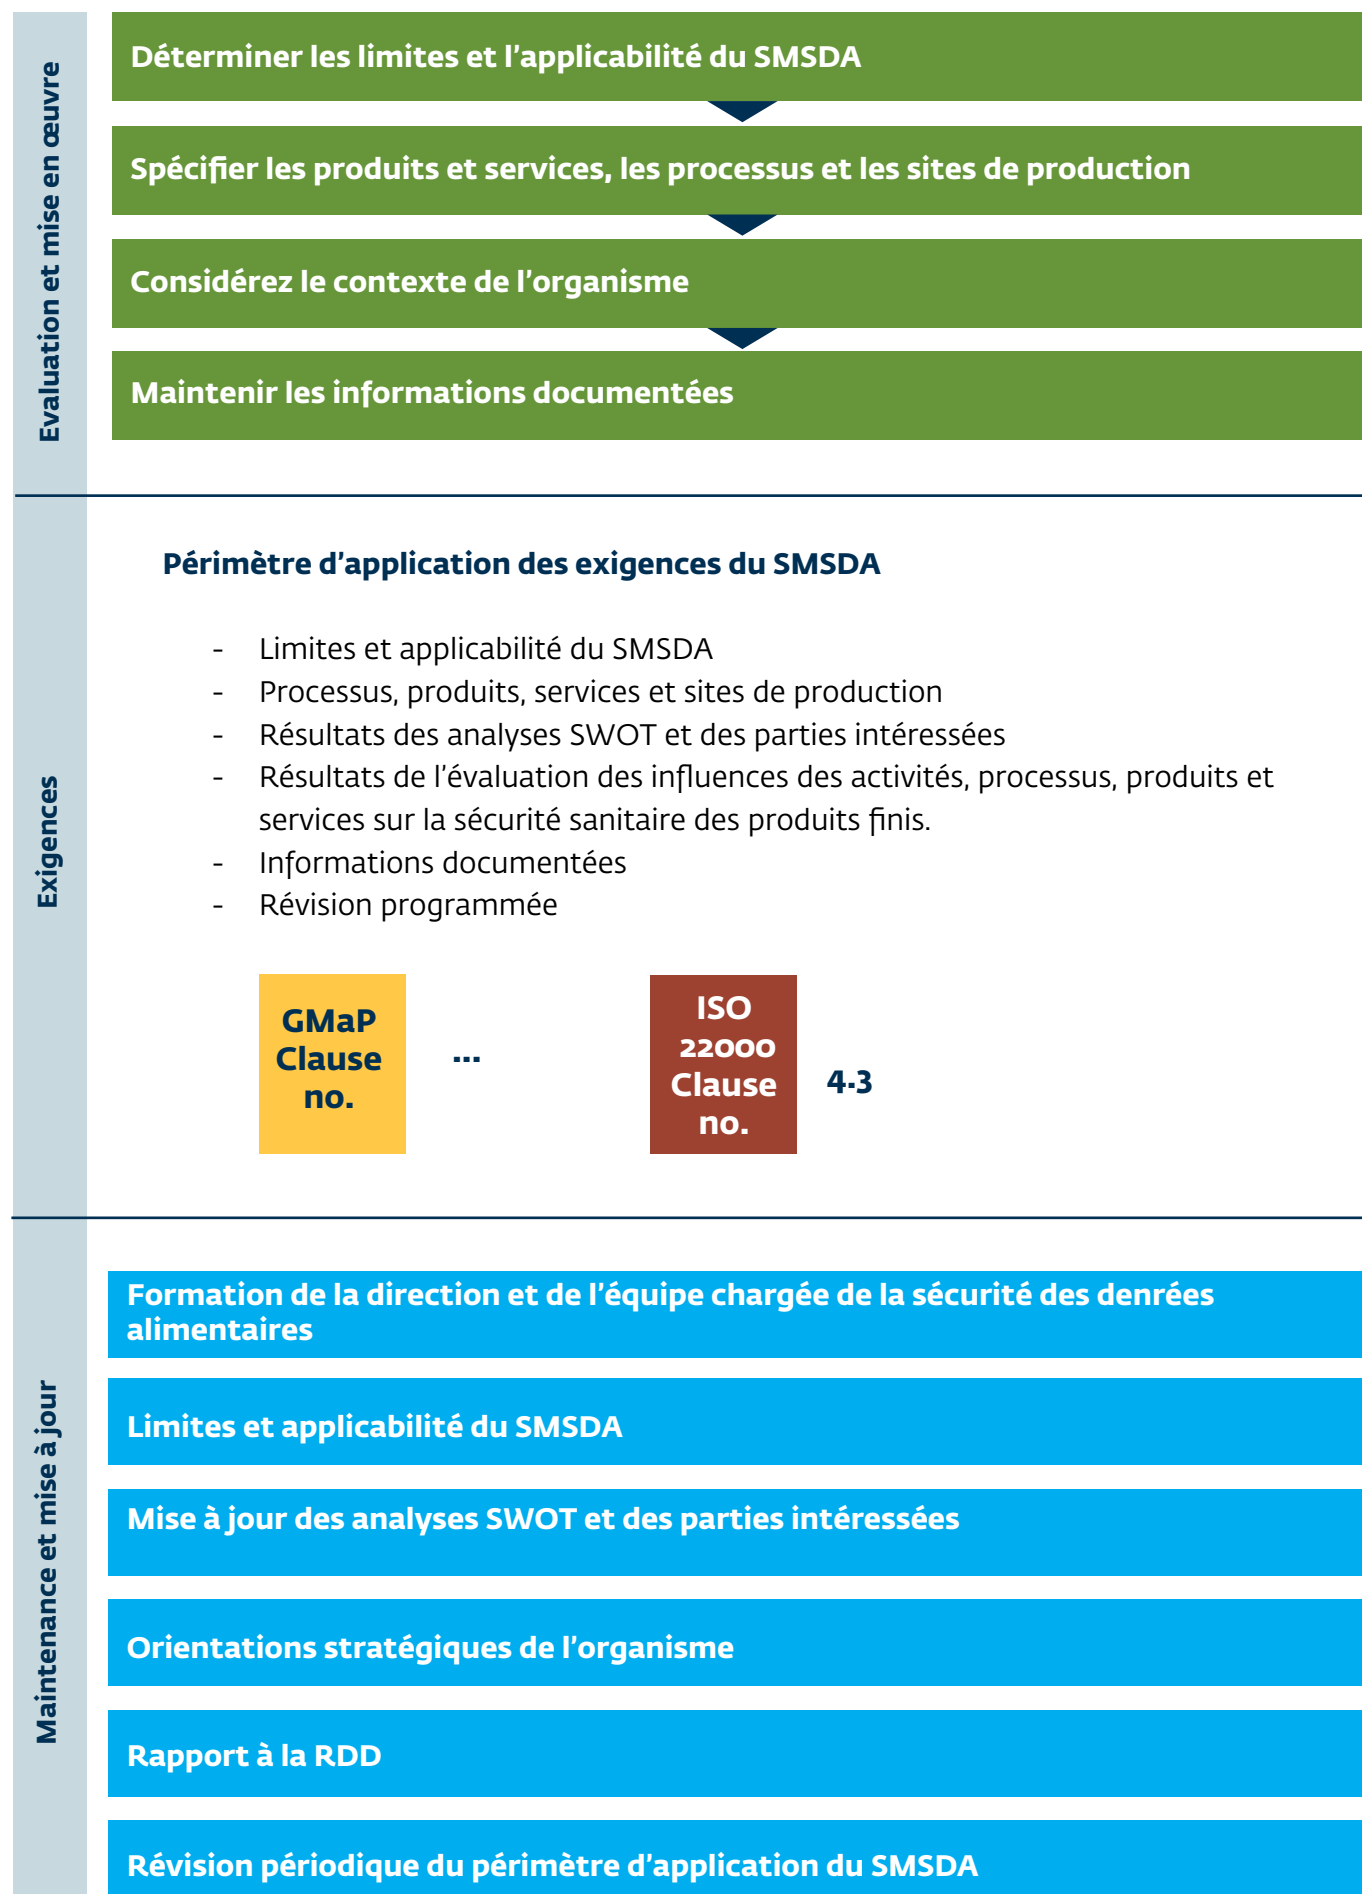 Evaluation et mise en œuvre
Déterminer les limites et l'applicabilité du SMSDA
Spécifier les produits et services, les processus et les sites de production
Considérez le contexte de l'organisme
Maintenir les informations documentées
Exigences
Périmètre d'application des exigences du SMSDA
- Limites et applicabilité du SMSDA
- Processus, produits, services et sites de production
- Résultats des analyses SWOT et des parties intéressées
- Résultats de l'évaluation des influences des activités, processus, produits et
services sur la sécurité sanitaire des produits finis.
- Informations documentées
- Révision programmée
GMaP
Clause
no.
...
ISO
22000
Clause
no.
4.3
Maintenance et mise à jour
Formation de la direction et de l'équipe chargée de la sécurité des denrées
alimentaires
Limites et applicabilité du SMSDA
Mise à jour des analyses SWOT et des parties intéressées
Orientations stratégiques de l'organisme
Rapport à la RDD
Révision périodique du périmètre d'application du SMSDA